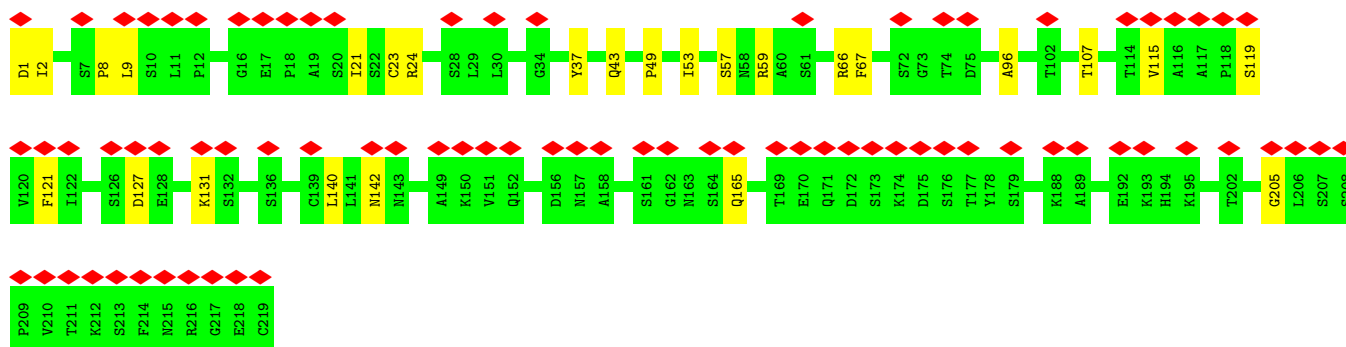 D1 I2 S7 P8 L9 S10 L11 P12 G16 E17 P18 A19 S20 I21 S22 C23 R24 S28 L29 L30 G34 Y37 Q43 P49 I53 S57 N58 R59 A60 S61 R66 F67 S72 G73 T74 D75 A96 T102 T107 T114 V115 A116 A117 P118 S119
V120 F121 I122 S126 D127 E128 K131 S132 S136 C139 L140 L141 N142 N143 A149 K150 V151 Q152 D156 N157 A158 S161 G162 N163 S164 Q165 T169 E170 Q171 D172 S173 K174 D175 S176 T177 Y178 S179 K188 A189 E192 K193 H194 K195 T202 G205 L206 S207 S208
P209 V210 T211 K212 S213 F214 N215 R216 G217 E218 C219